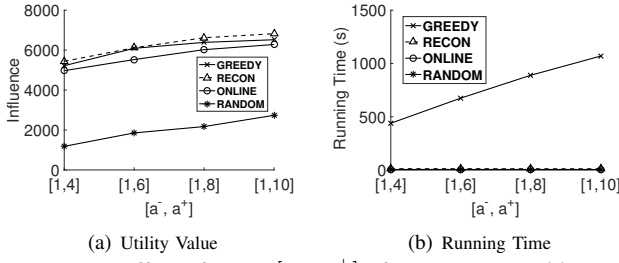 8000
6000
4000
2000
0
Influence
GREEDY
RECON
ONLINE
RANDOM
[1,4] [1,6] [1,8] [1,10]
[a⁻, a⁺]
(a) Utility Value
1500
1000
500
0
Running Time (s)
GREEDY
RECON
ONLINE
RANDOM
[1,4] [1,6] [1,8] [1,10]
[a⁻, a⁺]
(b) Running Time